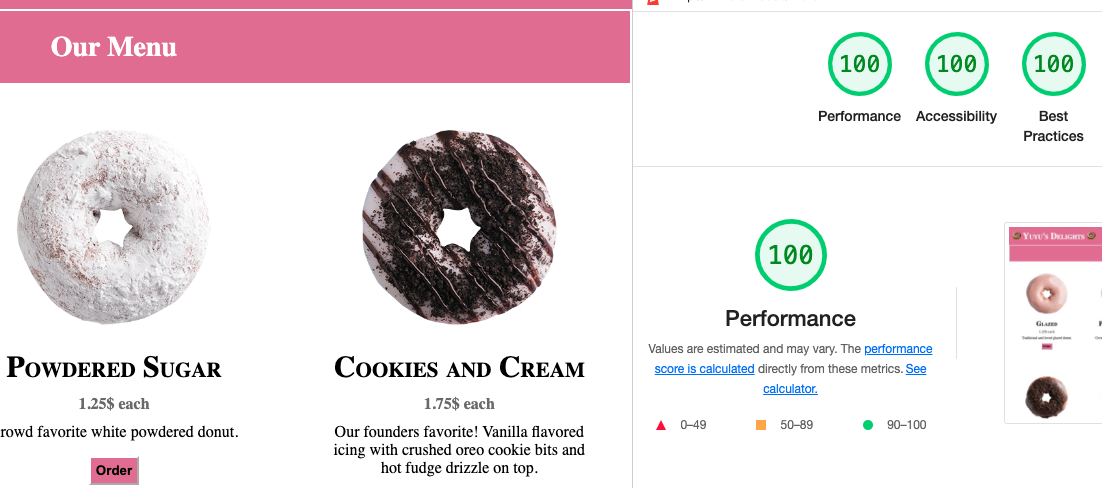 Our Menu
POWDERED SUGAR
1.25$ each
rowd favorite white powdered donut.
Order
COOKIES AND CREAM
1.75$ each
Our founders favorite! Vanilla flavored
icing with crushed oreo cookie bits and
hot fudge drizzle on top.
100
100
100
Performance
Accessibility
Best
Practices
100
Performance
Values are estimated and may vary. The performance
score is calculated directly from these metrics. See
calculator.
0–49
50–89
90–100
YUYU'S DELIGHTS
GLAZED